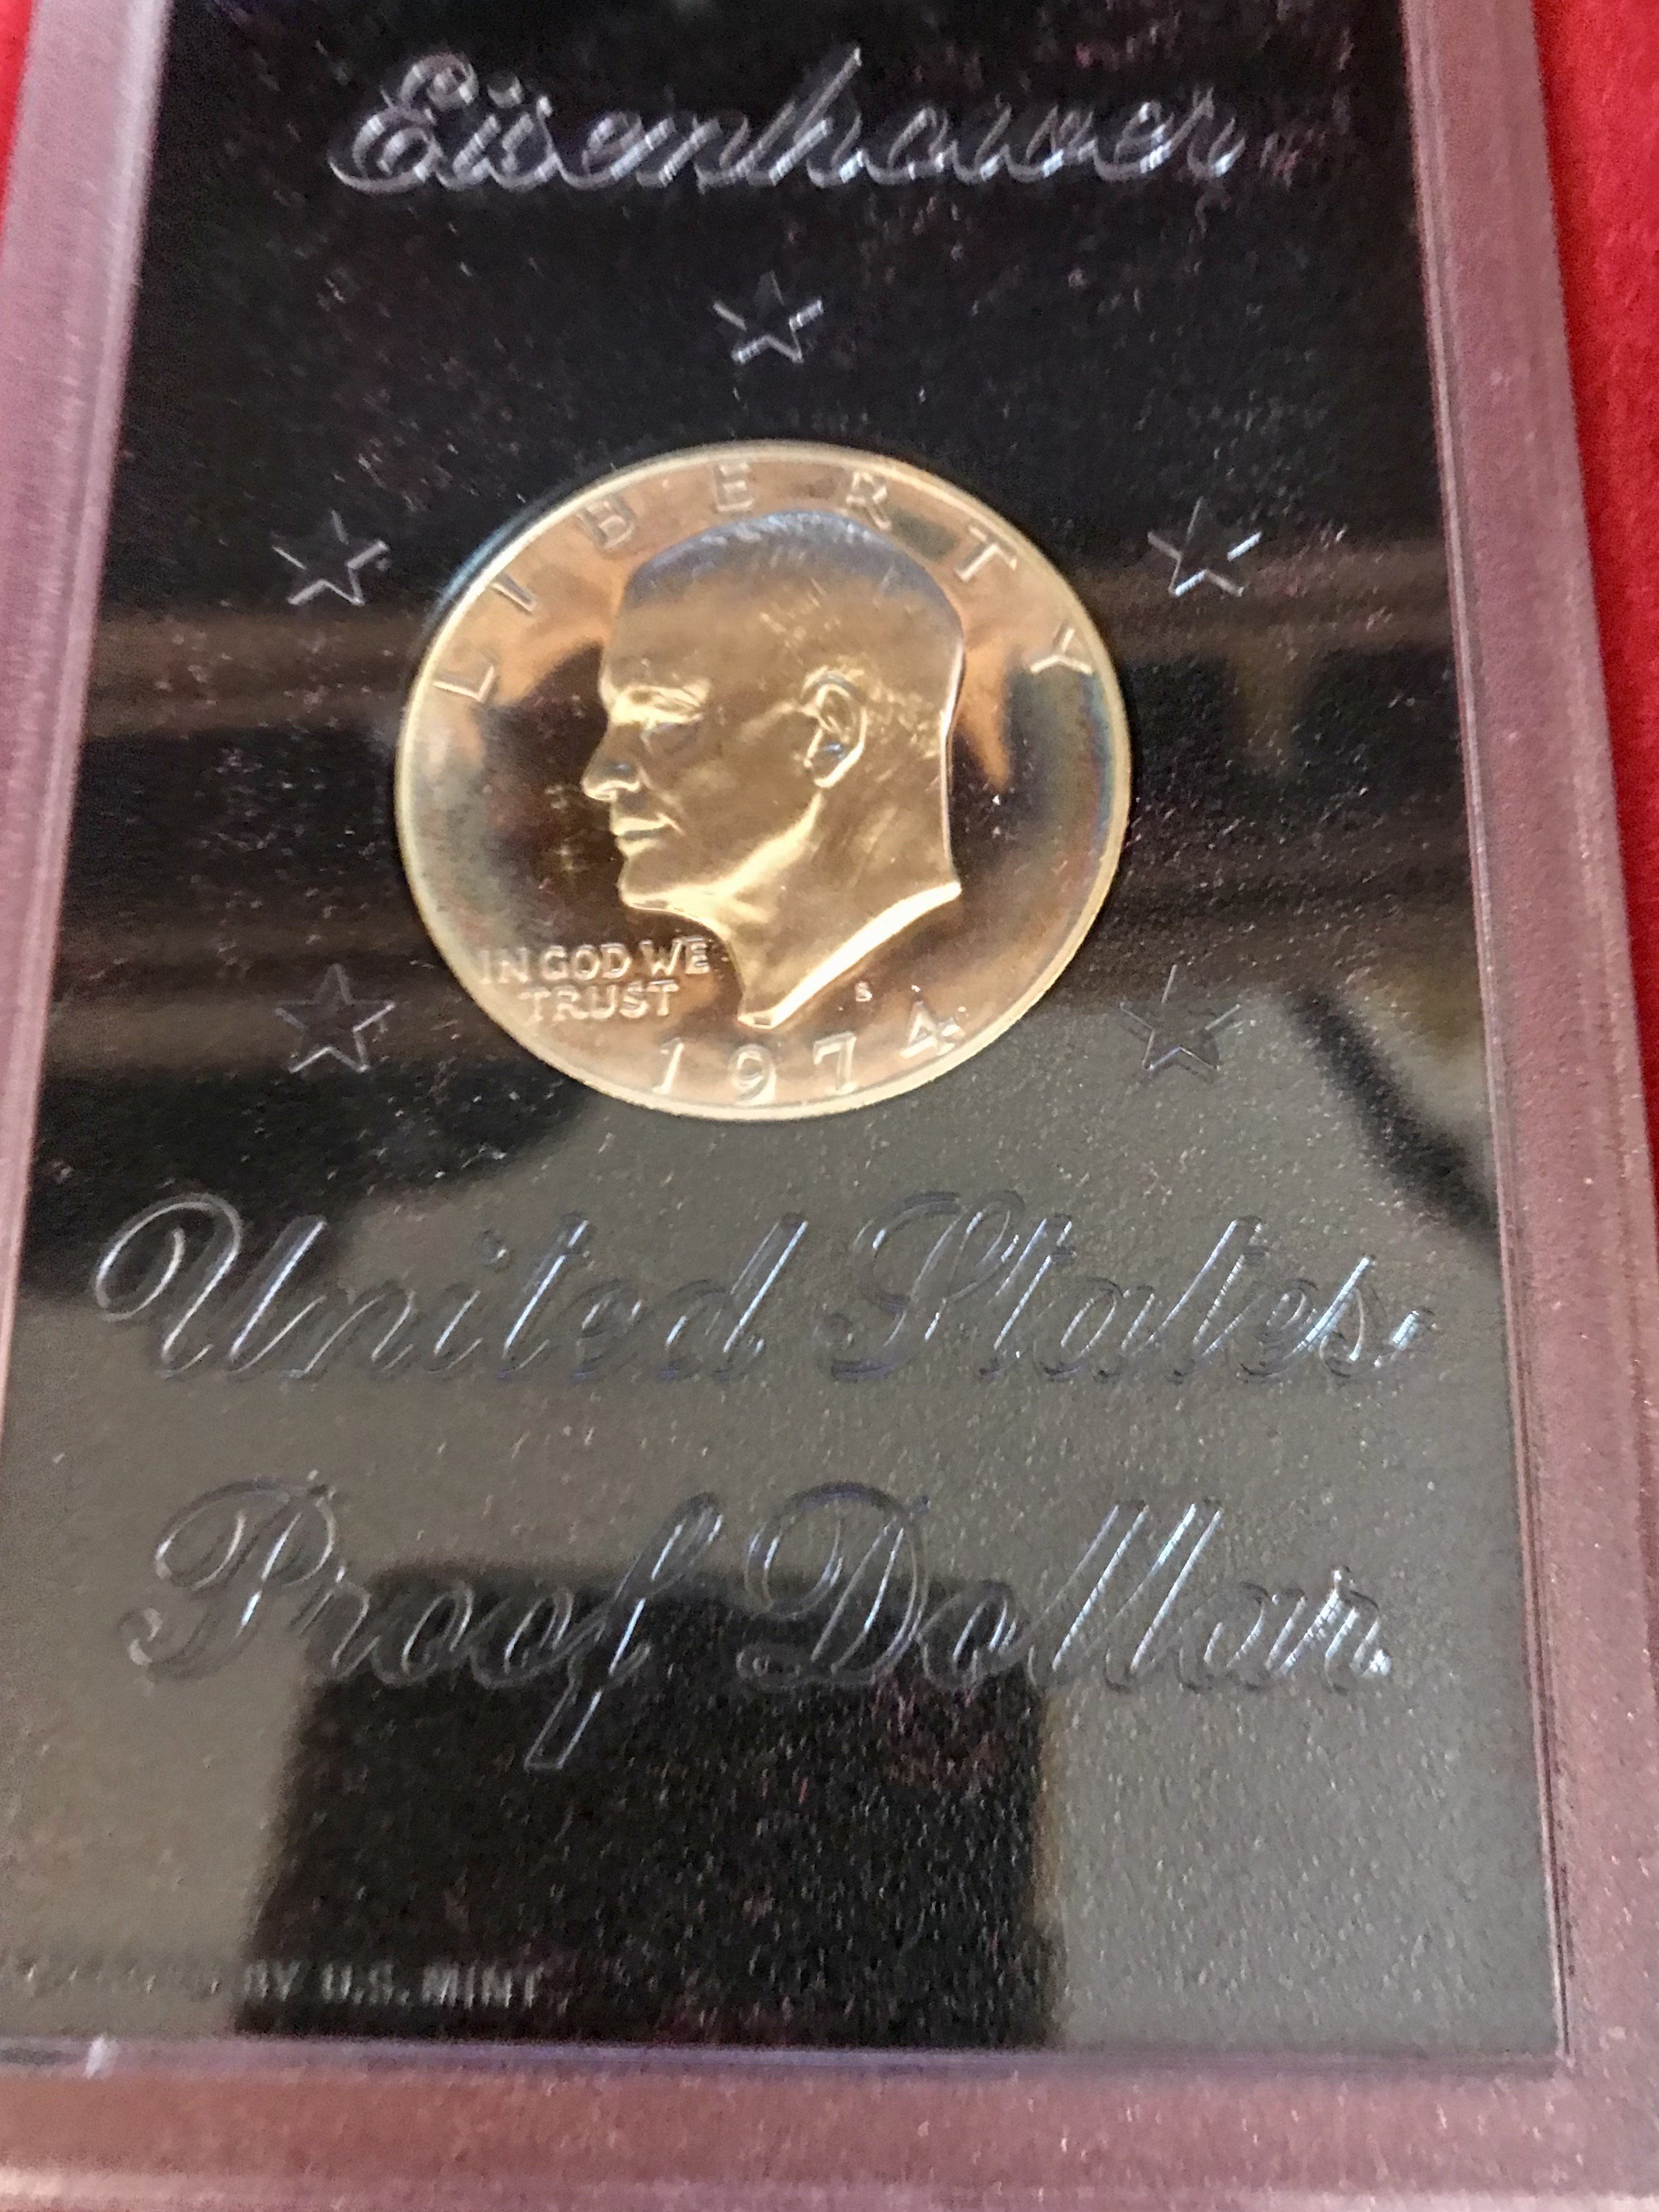 Eisenhower
LIBERTY
IN GOD WE
TRUST
S
1974
United States
Proof Dollar
BY U.S. MINT